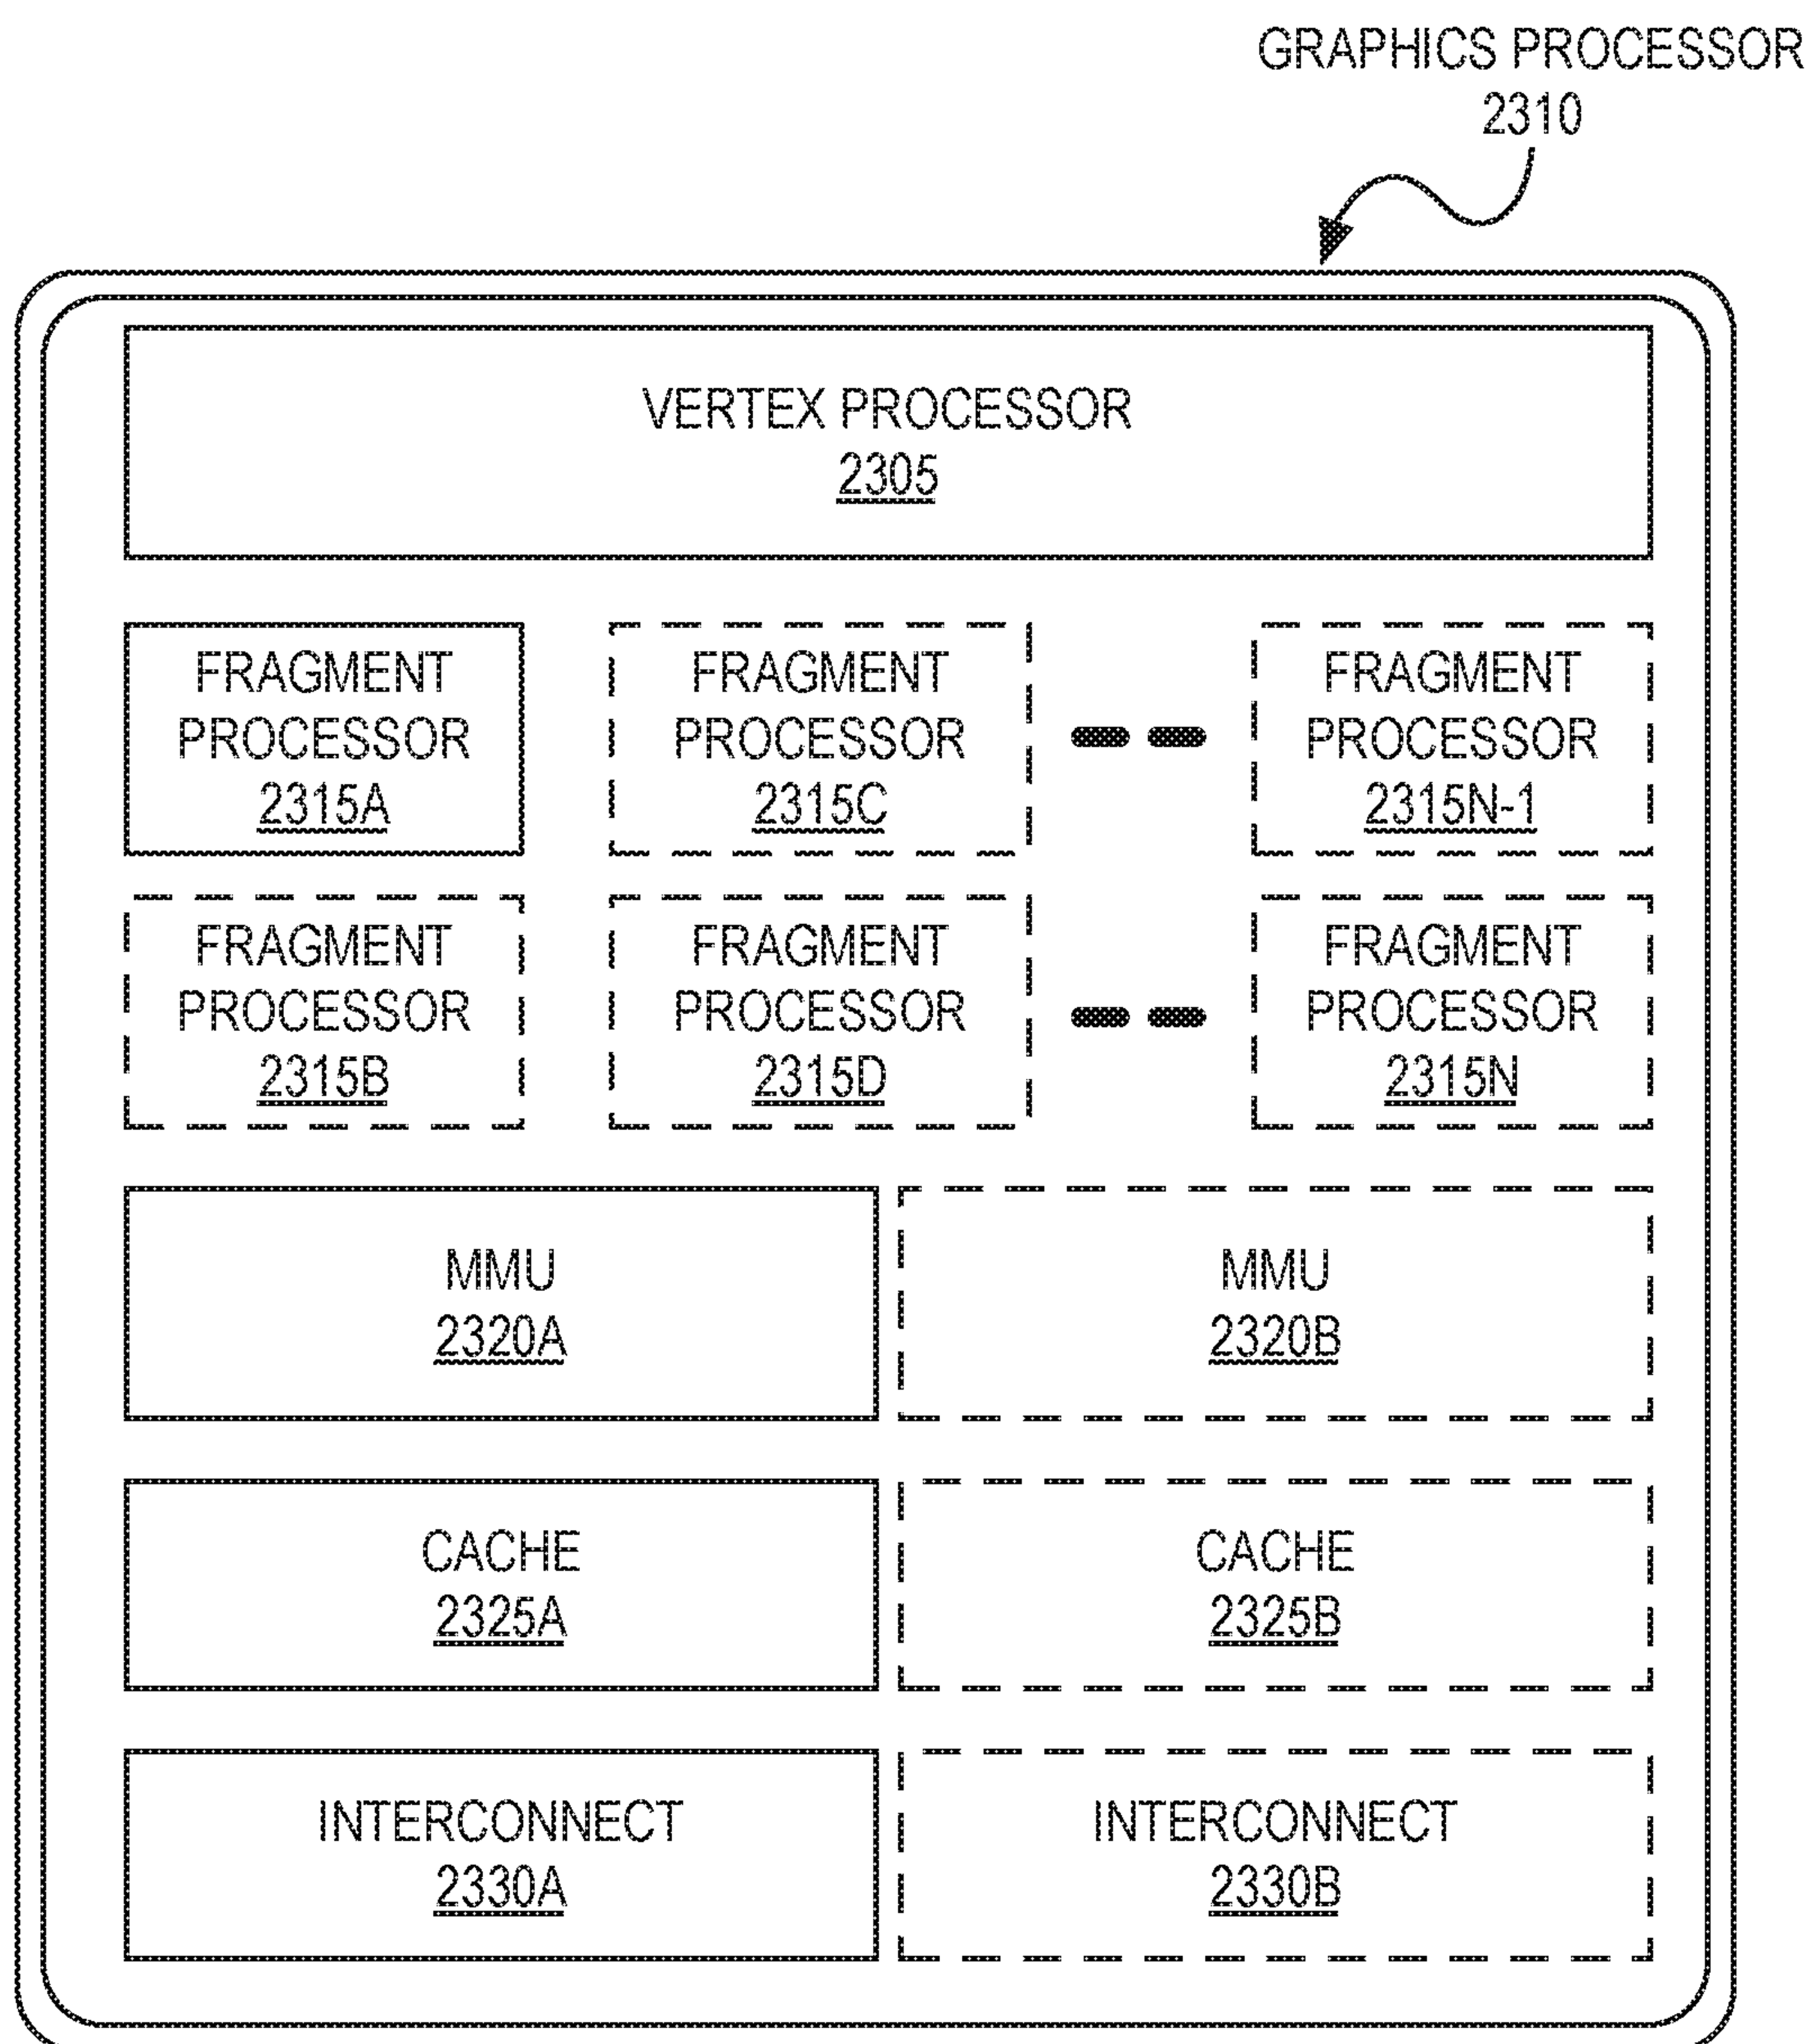 GRAPHICS PROCESSOR
2310
VERTEX PROCESSOR
2305
FRAGMENT
PROCESSOR
2315A
FRAGMENT
PROCESSOR
2315C
FRAGMENT
PROCESSOR
2315N-1
FRAGMENT
PROCESSOR
2315B
FRAGMENT
PROCESSOR
2315D
FRAGMENT
PROCESSOR
2315N
MMU
2320A
MMU
2320B
CACHE
2325A
CACHE
2325B
INTERCONNECT
2330A
INTERCONNECT
2330B